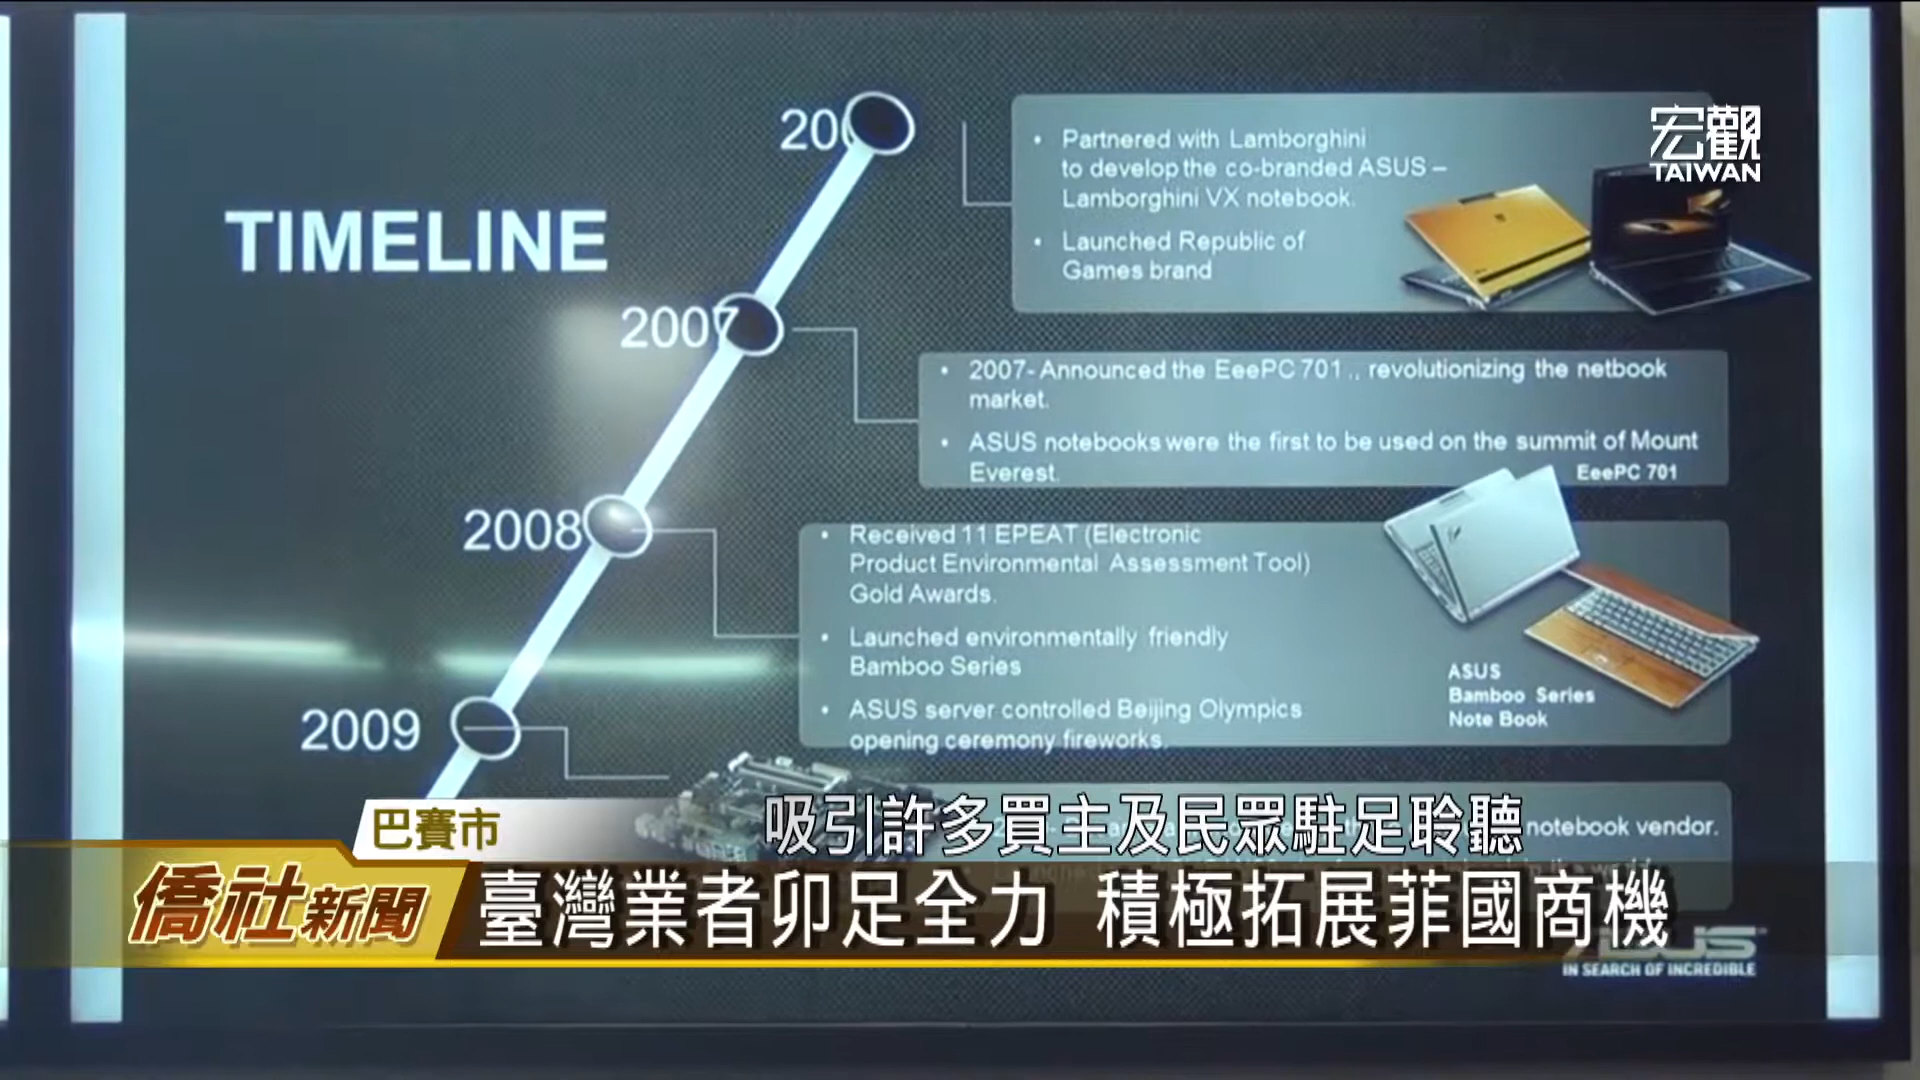 宏觀
TAIWAN
TIMELINE
Partnered with Lamborghini
to develop the co-branded ASUS –
Lamborghini VX notebook.
Launched Republic of
Games brand
2007
2007- Announced the EeePC 701 ., revolutionizing the netbook
market.
ASUS notebooks were the first to be used on the summit of Mount
Everest.
EeePC 701
2008
Received 11 EPEAT (Electronic
Product Environmental Assessment Tool)
Gold Awards.
Launched environmentally friendly
Bamboo Series
ASUS server controlled Beijing Olympics
opening ceremony fireworks.
ASUS
Bamboo Series
Note Book
2009
notebook vendor.
巴賽市
吸引許多買主及民眾駐足聆聽
僑社新聞
臺灣業者卯足全力 積極拓展菲國商機
IN SEARCH OF INCREDIBLE